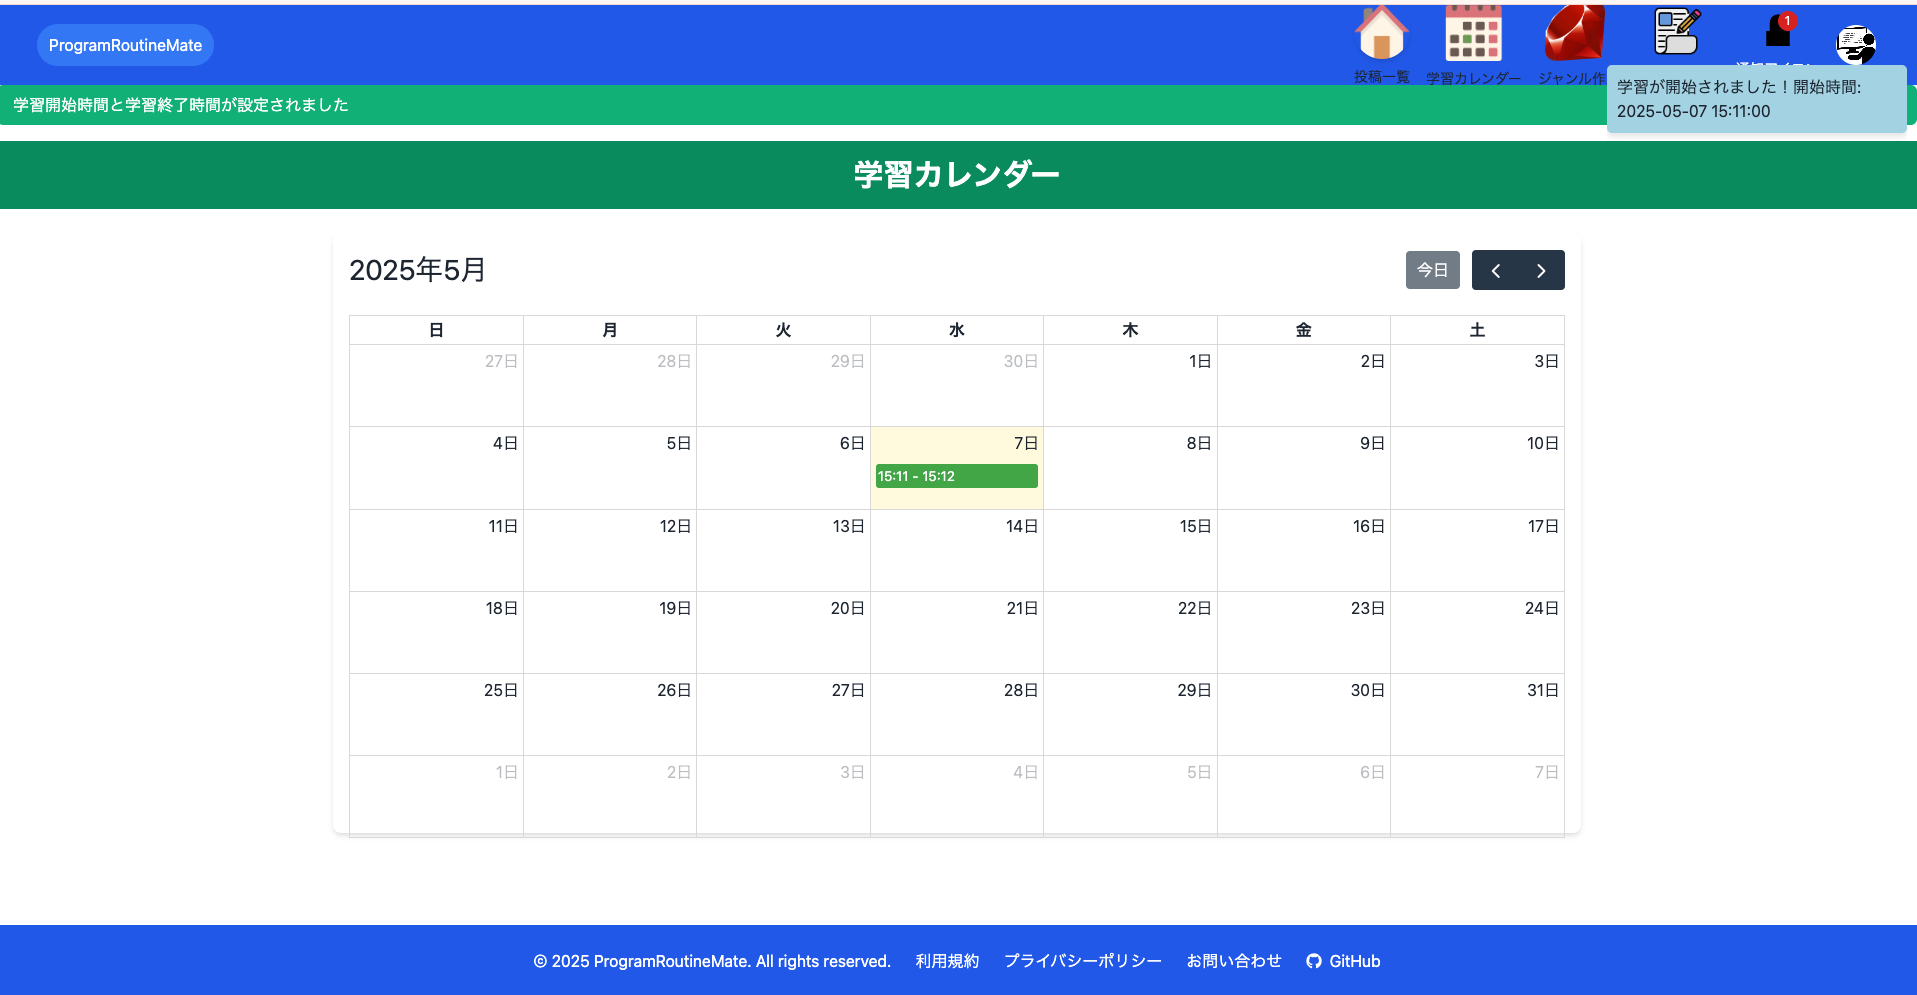 ProgramRoutineMate
1
投稿一覧
学習カレンダー
ジャンル作
学習開始時間と学習終了時間が設定されました
学習が開始されました！開始時間:
2025-05-07 15:11:00
学習カレンダー
2025年5月
今日
日 月 火 水 木 金 土
27日 28日 29日 30日 1日 2日 3日
4日 5日 6日 7日 8日 9日 10日
15:11 - 15:12
11日 12日 13日 14日 15日 16日 17日
18日 19日 20日 21日 22日 23日 24日
25日 26日 27日 28日 29日 30日 31日
1日 2日 3日 4日 5日 6日 7日
© 2025 ProgramRoutineMate. All rights reserved. 利用規約 プライバシーポリシー お問い合わせ GitHub